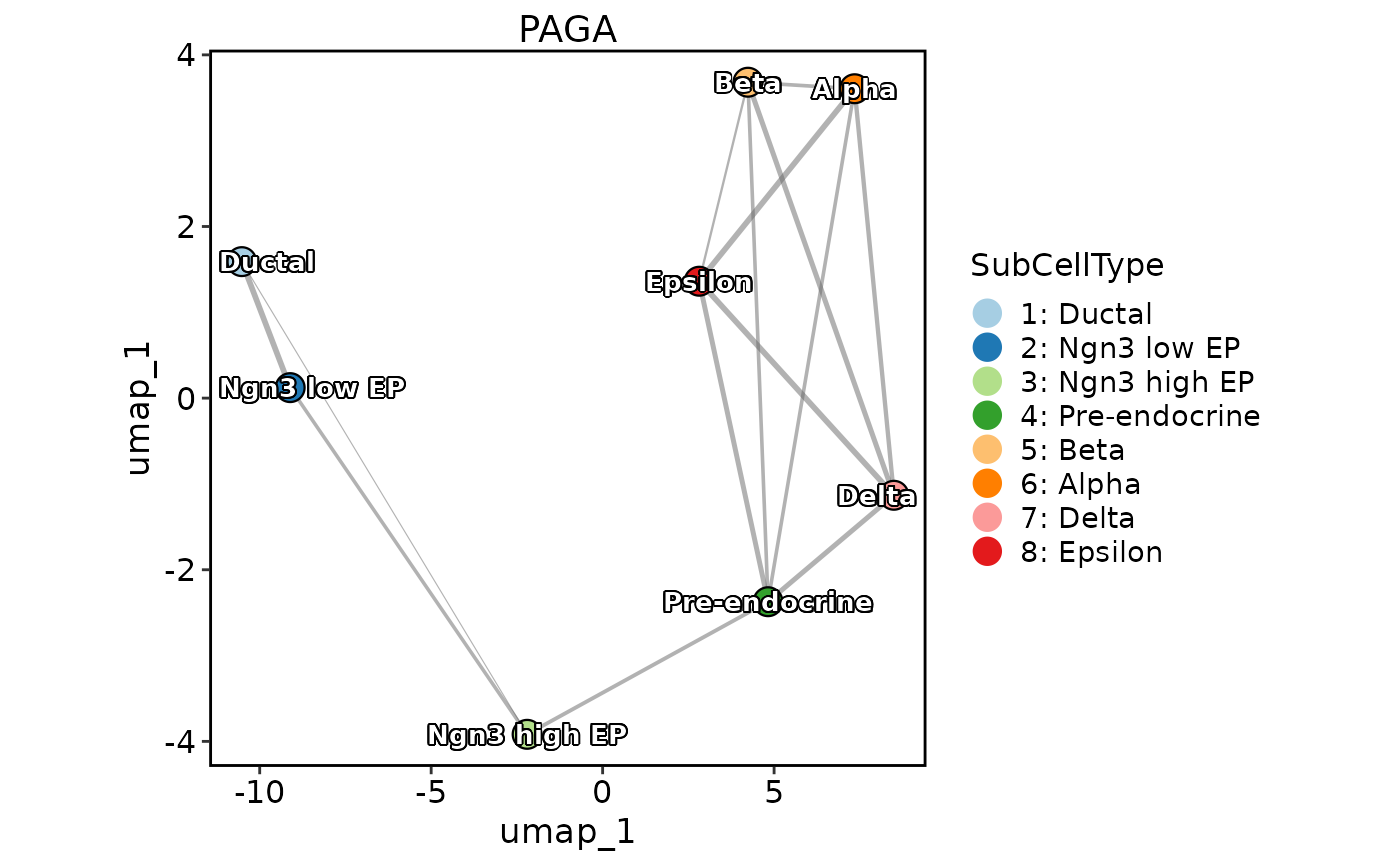 PAGA
4
2
0
-2
-4
umap_1
-10
-5
0
5
umap_1
Beta
Alpha
Ductal
Epsilon
Ngn3 low EP
Delta
Pre-endocrine
Ngn3 high EP
SubCellType
1: Ductal
2: Ngn3 low EP
3: Ngn3 high EP
4: Pre-endocrine
5: Beta
6: Alpha
7: Delta
8: Epsilon